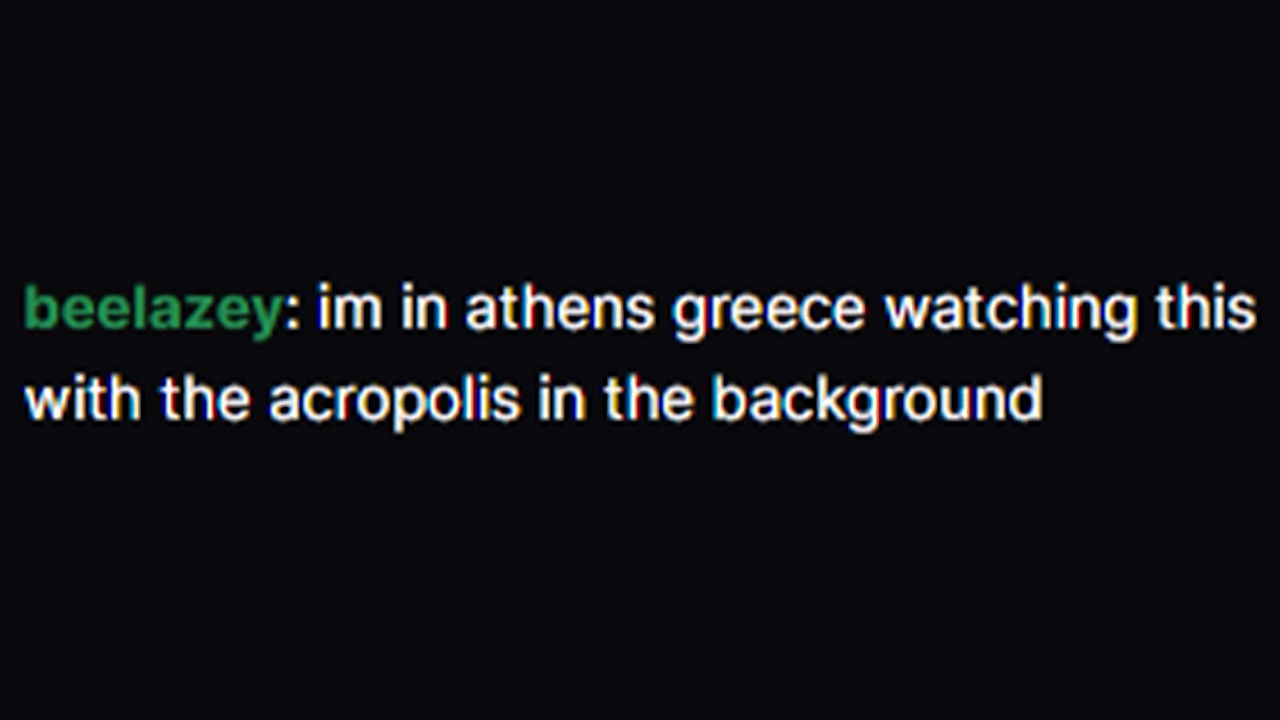 beelazey: im in athens greece watching this
with the acropolis in the background